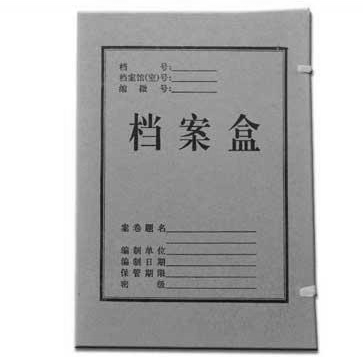 档 号:
档案馆(室)号:
缩 微 号:
档案盒
案卷题名
编制单位
编制日期
保管期限
密 级